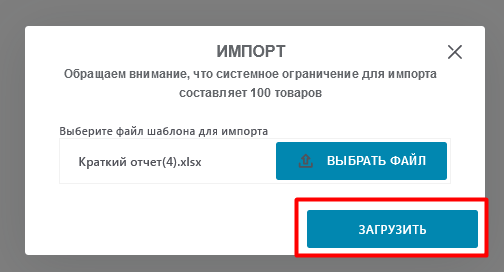 ИМПОРТ
Обращаем внимание, что системное ограничение для импорта
составляет 100 товаров
Выберите файл шаблона для импорта
Краткий отчет(4).xlsx
ВЫБРАТЬ ФАЙЛ
ЗАГРУЗИТЬ